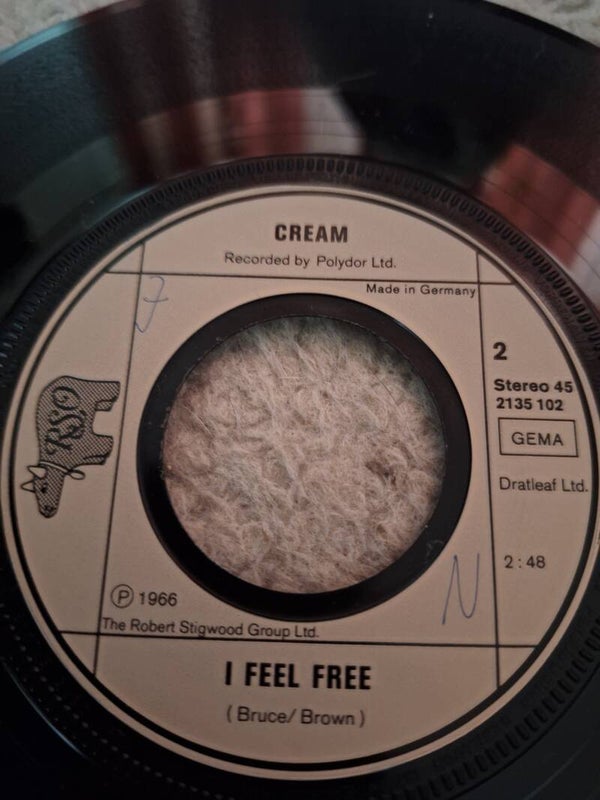 CREAM
Recorded by Polydor Ltd.
Made in Germany
7
2
Stereo 45
2135 102
GEMA
RSO
Dratleaf Ltd.
2:48
N
Ⓟ 1966
The Robert Stigwood Group Ltd.
I FEEL FREE
(Bruce/Brown)